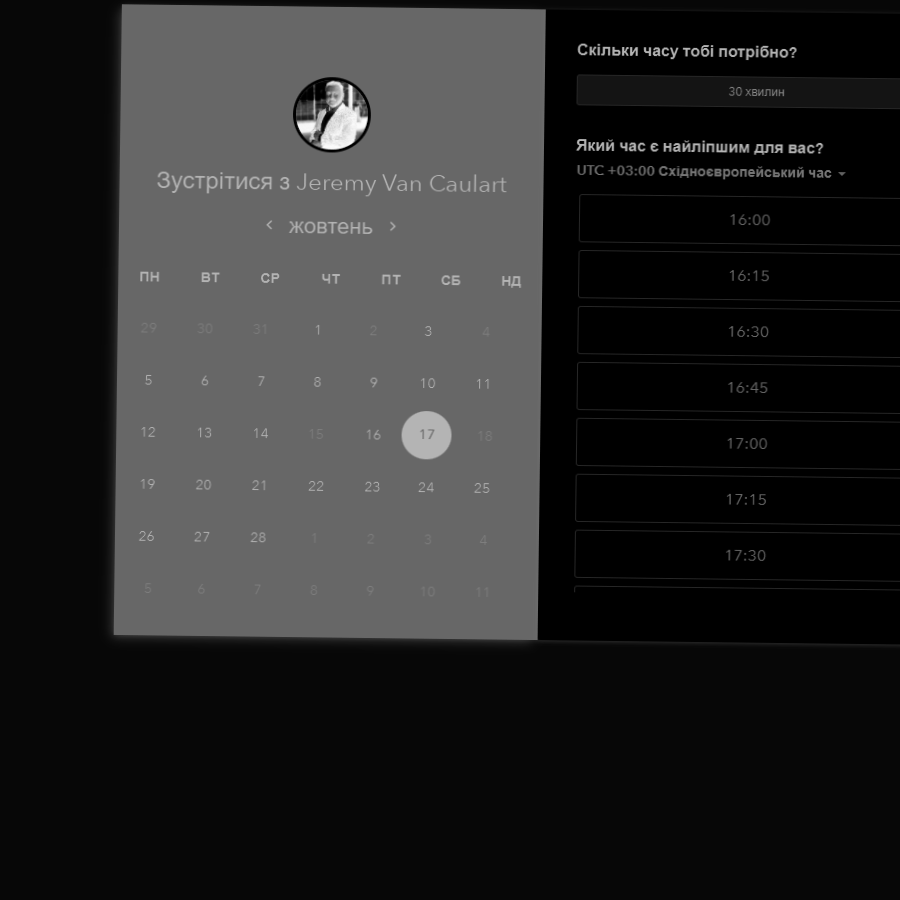 Зустрітися з Jeremy Van Caulart
жовтень
ПН ВТ СР ЧТ ПТ СБ НД
29 30 31 1 2 3 4
5 6 7 8 9 10 11
12 13 14 15 16 17 18
19 20 21 22 23 24 25
26 27 28 1 2 3 4
5 6 7 8 9 10 11
Скільки часу тобі потрібно?
30 хвилин
Який час є найліпшим для вас?
UTC +03:00 Східноєвропейський час
16:00
16:15
16:30
16:45
17:00
17:15
17:30